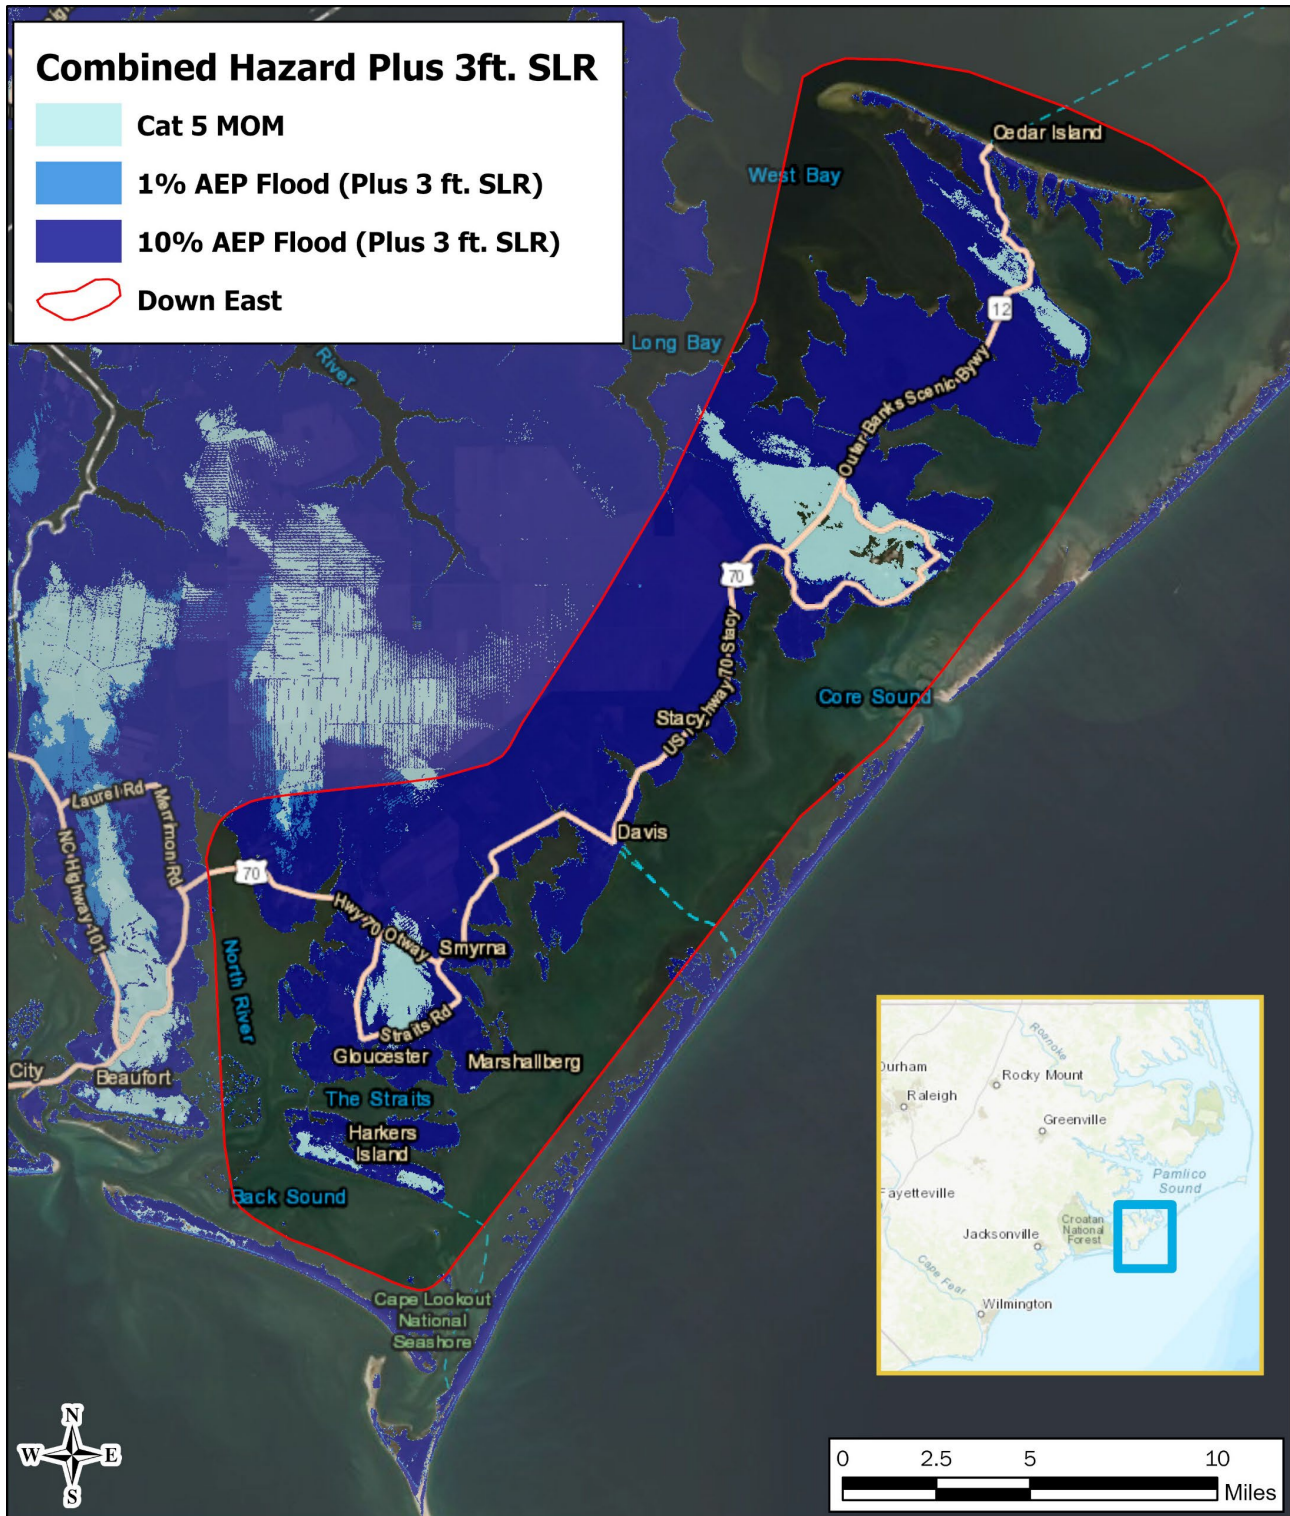 Combined Hazard Plus 3ft. SLR
Cat 5 MOM
1% AEP Flood (Plus 3 ft. SLR)
10% AEP Flood (Plus 3 ft. SLR)
Down East
Cedar Island
West Bay
12
Long Bay
River
Outer Banks Scenic Bywy
70
US Highway 70 Stacy
Stacy
Core Sound
Davis
Laurel Rd
Merrimon Rd
NC Highway 101
70
Hwy 70 Otway
Smyrna
North River
Straits Rd
Gloucester
Marshallberg
City
Beaufort
The Straits
Harkers
Island
Back Sound
Cape Lookout
National
Seashore
Durham
Raleigh
Roanoke
Rocky Mount
Greenville
Pamlico
Sound
Fayetteville
Croatan
National
Forest
Jacksonville
Cape Fear
Wilmington
N
W E
S
0 2.5 5 10
Miles